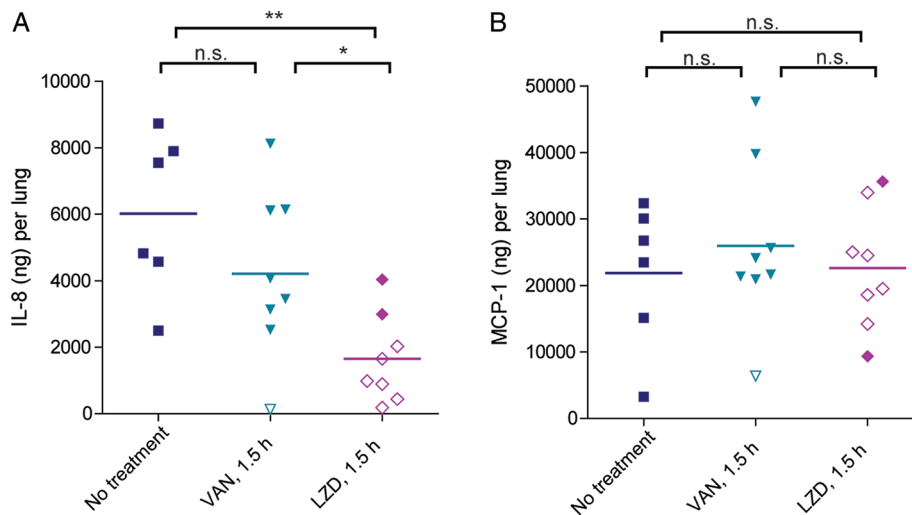 A
**
n.s.
*
10000
8000
6000
4000
2000
0
IL-8 (ng) per lung
No treatment
VAN, 1.5 h
LZD, 1.5 h
B
n.s.
n.s.
n.s.
50000
40000
30000
20000
10000
0
MCP-1 (ng) per lung
No treatment
VAN, 1.5 h
LZD, 1.5 h